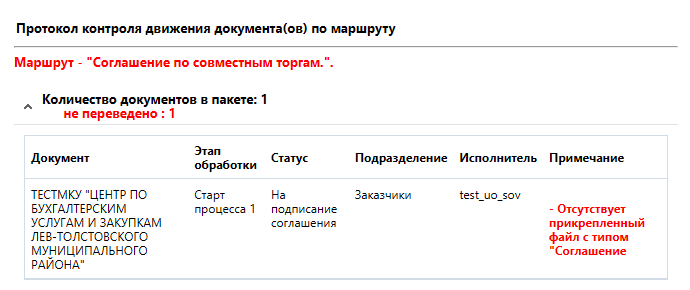 Протокол контроля движения документа(ов) по маршруту
Маршрут - "Соглашение по совместным торгам.".
Количество документов в пакете: 1
не переведено : 1
Документ
Этап обработки
Статус
Подразделение
Исполнитель
Примечание
ТЕСТМКУ "ЦЕНТР ПО
БУХГАЛТЕРСКИМ
УСЛУГАМ И ЗАКУПКАМ
ЛЕВ-ТОЛСТОВСКОГО
МУНИЦИПАЛЬНОГО
РАЙОНА"
Старт
процесса 1
На
подписание
соглашения
Заказчики
test_uo_sov
- Отсутствует
прикрепленный
файл с типом
"Соглашение